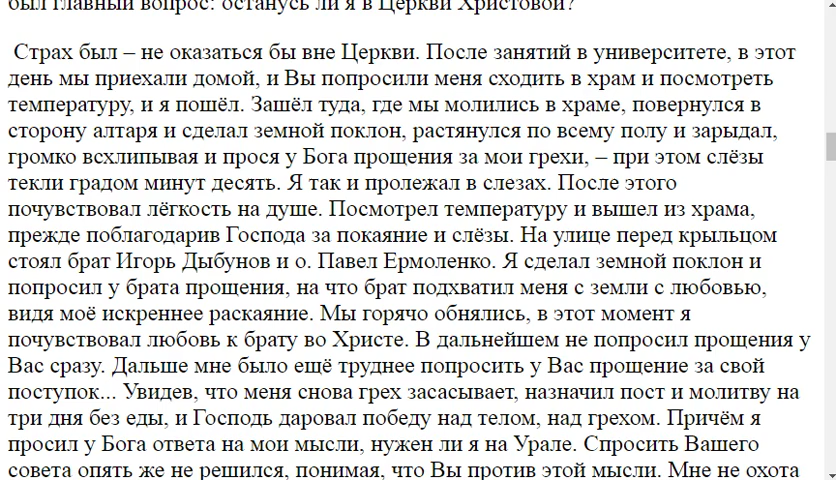 был главный вопрос: останусь ли я в Церкви Христовой?
Страх был – не оказаться бы вне Церкви. После занятий в университете, в этот
день мы приехали домой, и Вы попросили меня сходить в храм и посмотреть
температуру, и я пошёл. Зашёл туда, где мы молились в храме, повернулся в
сторону алтаря и сделал земной поклон, растянулся по всему полу и зарыдал,
громко всхлипывая и прося у Бога прощения за мои грехи, – при этом слёзы
текли градом минут десять. Я так и пролежал в слезах. После этого
почувствовал лёгкость на душе. Посмотрел температуру и вышел из храма,
прежде поблагодарив Господа за покаяние и слёзы. На улице перед крыльцом
стоял брат Игорь Дыбунов и о. Павел Ермоленко. Я сделал земной поклон и
попросил у брата прощения, на что брат подхватил меня с земли с любовью,
видя моё искреннее раскаяние. Мы горячо обнялись, в этот момент я
почувствовал любовь к брату во Христе. В дальнейшем не попросил прощения у
Вас сразу. Дальше мне было ещё труднее попросить у Вас прощение за свой
поступок... Увидев, что меня снова грех засасывает, назначил пост и молитву на
три дня без еды, и Господь даровал победу над телом, над грехом. Причём я
просил у Бога ответа на мои мысли, нужен ли я на Урале. Спросить Вашего
совета опять же не решился, понимая, что Вы против этой мысли. Мне не охота